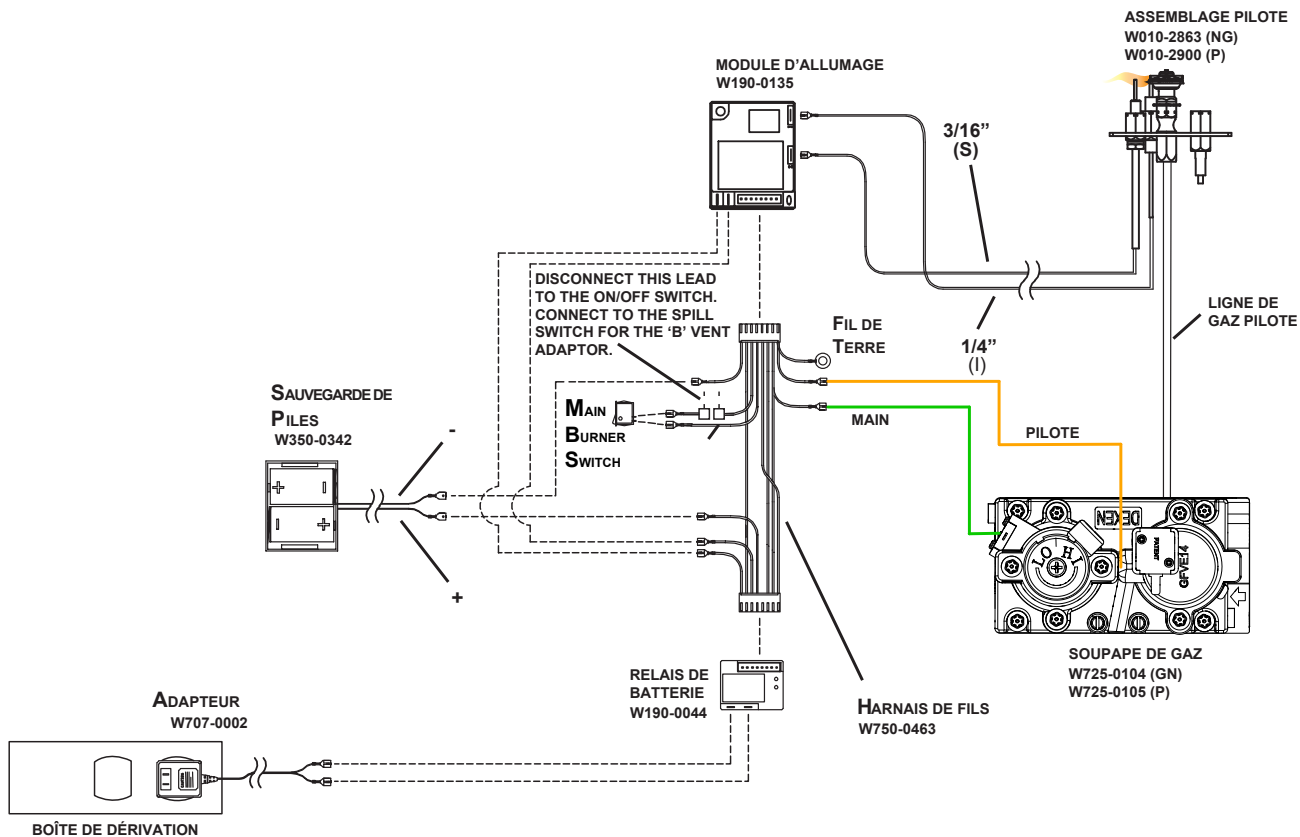 ASSEMBLAGE PILOTE
W010-2863 (NG)
W010-2900 (P)
MODULE D'ALLUMAGE
W190-0135
3/16”
(S)
DISCONNECT THIS LEAD
TO THE ON/OFF SWITCH.
CONNECT TO THE SPILL
SWITCH FOR THE ‘B’ VENT
ADAPTOR.
FIL DE
TERRE
1/4”
(I)
LIGNE DE
GAZ PILOTE
SAUVEGARDE DE
PILES
W350-0342
-
+
MAIN
BURNER
SWITCH
MAIN
PILOTE
DEXEN
PATENT
LO HI
GFVE14
SOUPAPE DE GAZ
W725-0104 (GN)
W725-0105 (P)
RELAIS DE
BATTERIE
W190-0044
HARNAIS DE FILS
W750-0463
ADAPTEUR
W707-0002
BOÎTE DE DÉRIVATION